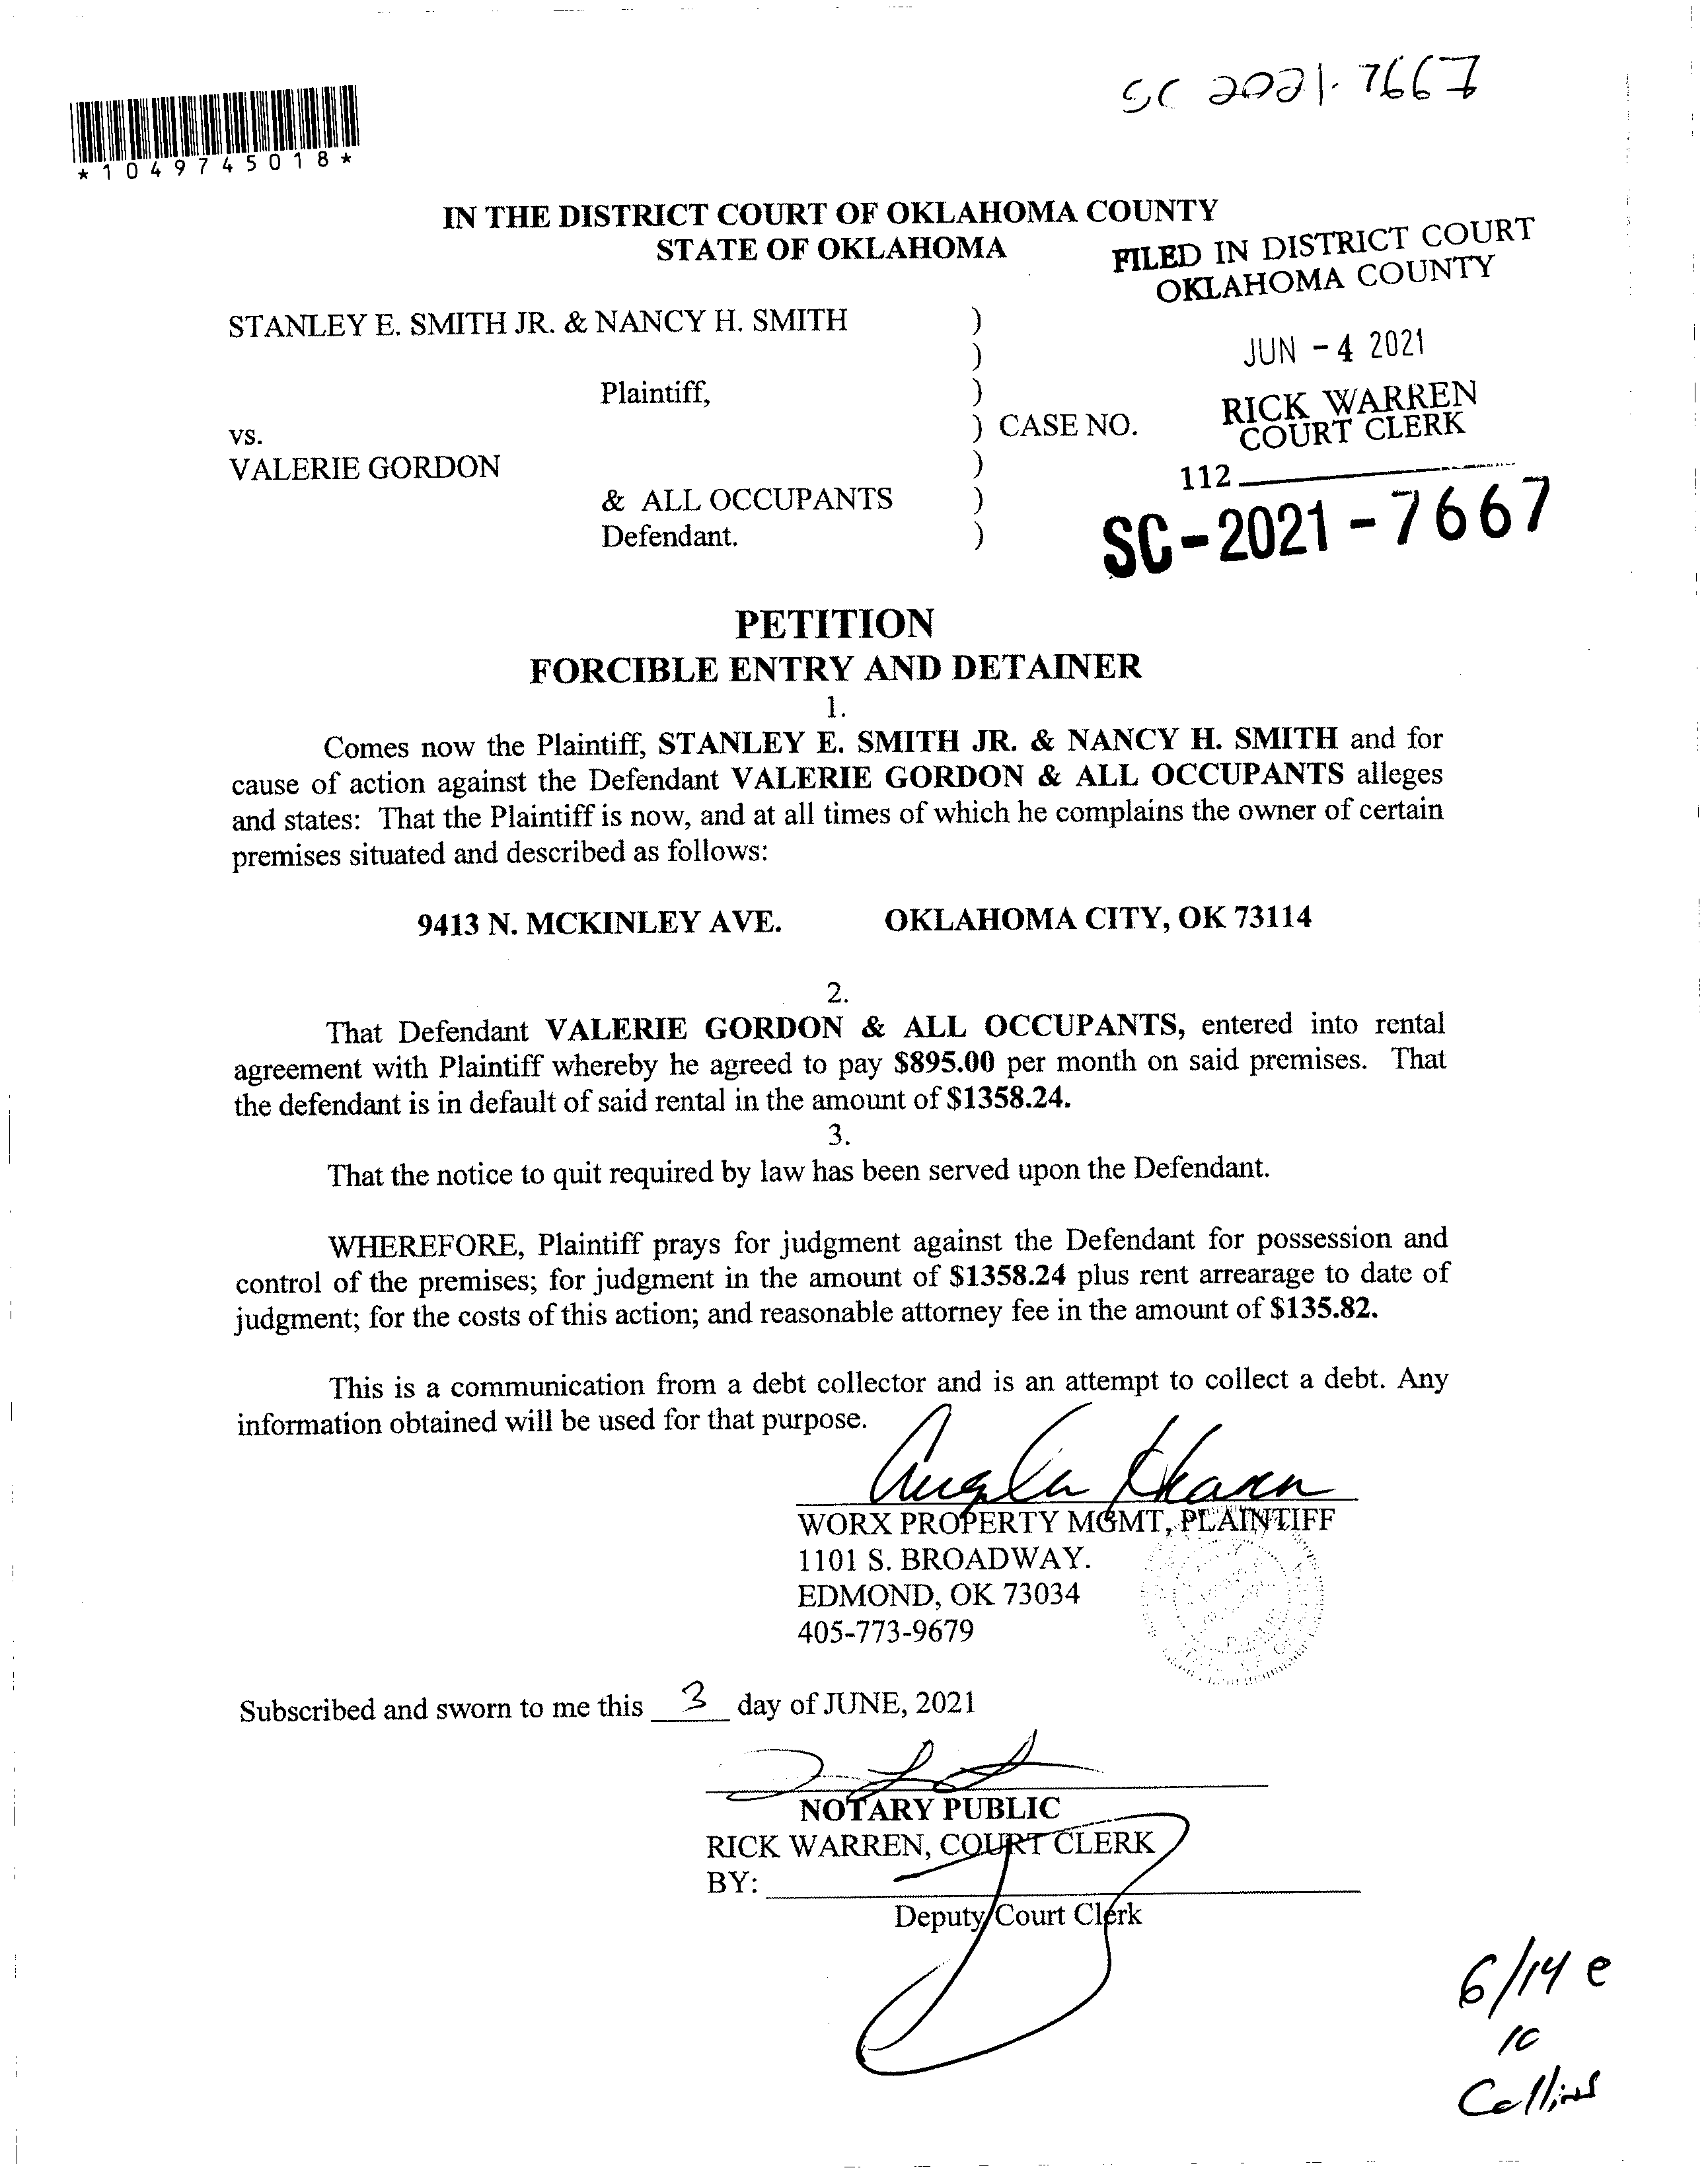 SC 2021-7667
*1049745018*
IN THE DISTRICT COURT OF OKLAHOMA COUNTY
STATE OF OKLAHOMA
FILED IN DISTRICT COURT
OKLAHOMA COUNTY
STANLEY E. SMITH JR. & NANCY H. SMITH )
)
JUN -4 2021
Plaintiff, )
RICK WARREN
COURT CLERK
vs. ) CASE NO.
VALERIE GORDON )
112
& ALL OCCUPANTS )
Defendant. )
SC-2021-7667
PETITION
FORCIBLE ENTRY AND DETAINER
1.
Comes now the Plaintiff, STANLEY E. SMITH JR. & NANCY H. SMITH and for
cause of action against the Defendant VALERIE GORDON & ALL OCCUPANTS alleges
and states: That the Plaintiff is now, and at all times of which he complains the owner of certain
premises situated and described as follows:
9413 N. MCKINLEY AVE. OKLAHOMA CITY, OK 73114
2.
That Defendant VALERIE GORDON & ALL OCCUPANTS, entered into rental
agreement with Plaintiff whereby he agreed to pay $895.00 per month on said premises. That
the defendant is in default of said rental in the amount of $1358.24.
3.
That the notice to quit required by law has been served upon the Defendant.
WHEREFORE, Plaintiff prays for judgment against the Defendant for possession and
control of the premises; for judgment in the amount of $1358.24 plus rent arrearage to date of
judgment; for the costs of this action; and reasonable attorney fee in the amount of $135.82.
This is a communication from a debt collector and is an attempt to collect a debt. Any
information obtained will be used for that purpose.
Angela
WORX PROPERTY MGMT, PLAINTIFF
1101 S. BROADWAY.
EDMOND, OK 73034
405-773-9679
Subscribed and sworn to me this 3 day of JUNE, 2021
NOTARY PUBLIC
RICK WARREN, COURT CLERK
BY:
Deputy Court Clerk
6/14 e
10
Collins